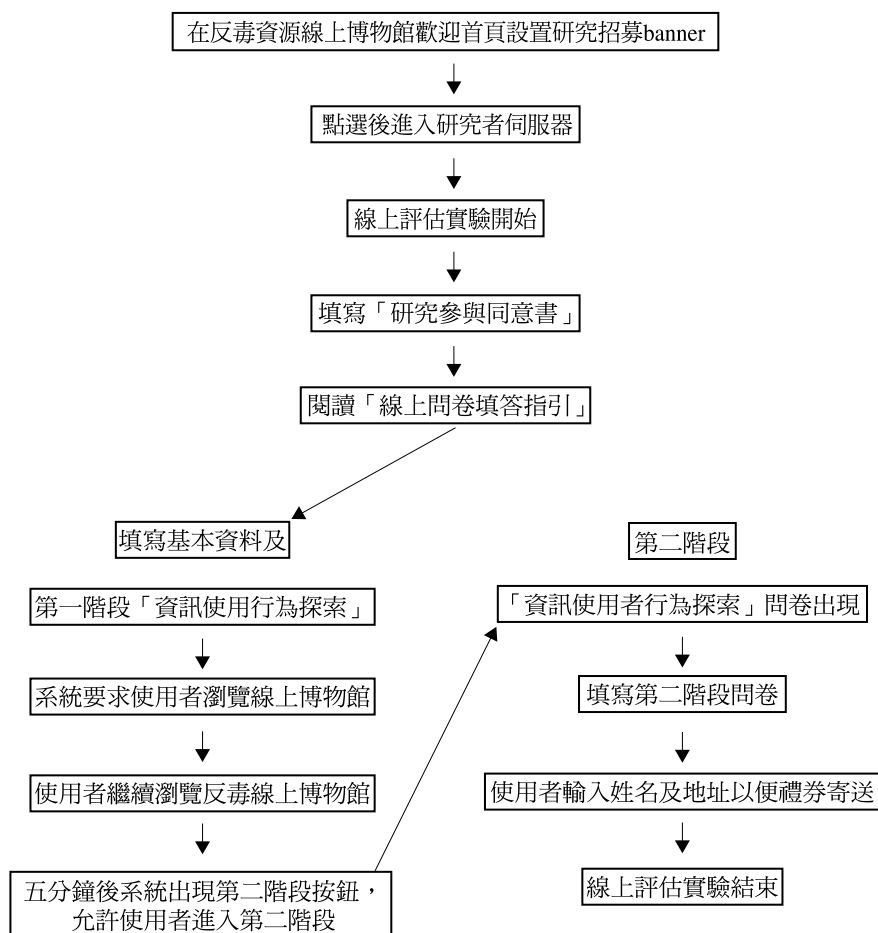 在反毒資源線上博物館歡迎首頁設置研究招募banner
點選後進入研究者伺服器
線上評估實驗開始
填寫「研究參與同意書」
閱讀「線上問卷填答指引」
填寫基本資料及
第一階段「資訊使用行為探索」
系統要求使用者瀏覽線上博物館
使用者繼續瀏覽反毒線上博物館
五分鐘後系統出現第二階段按鈕，
允許使用者進入第二階段
第二階段
「資訊使用者行為探索」問卷出現
填寫第二階段問卷
使用者輸入姓名及地址以便禮券寄送
線上評估實驗結束